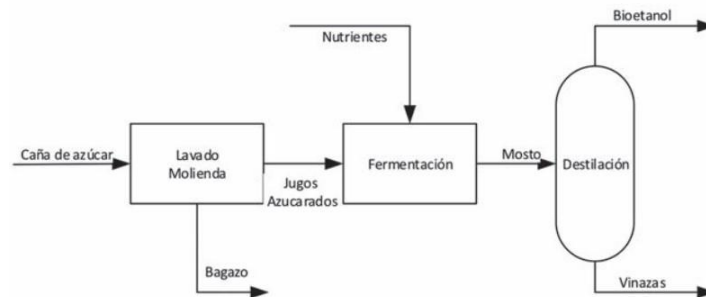 Bioetanol
Nutrientes
Caña de azúcar
Lavado
Molienda
Jugos
Azucarados
Fermentación
Mosto
Destilación
Bagazo
Vinazas